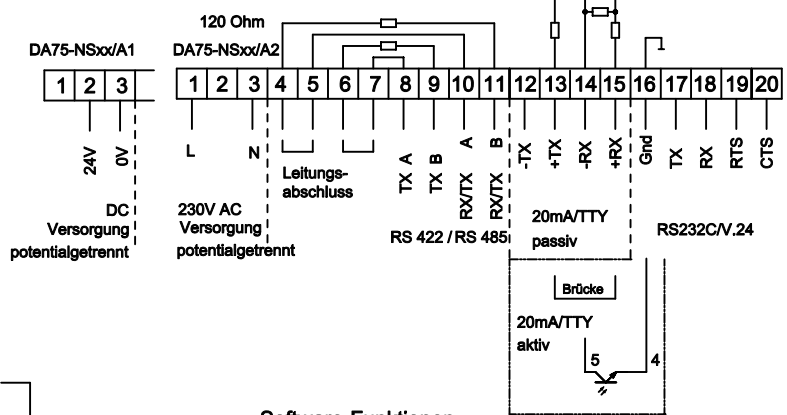 120 Ohm
DA75-NSxx/A1
DA75-NSxx/A2
1 2 3
1 2 3 4 5 6 7 8 9 10 11 12 13 14 15 16 17 18 19 20
24V
0V
L
N
Leitungs-
abschluss
TX A
TX B
RX/TX A
RX/TX B
-TX
+TX
-RX
+RX
Gnd
TX
RX
RTS
CTS
DC
Versorgung
potentialgetrennt
230V AC
Versorgung
potentialgetrennt
RS 422 / RS 485
20mA/TTY
passiv
RS232C/V.24
Brücke
20mA/TTY
aktiv
5
4
Software-Funktionen